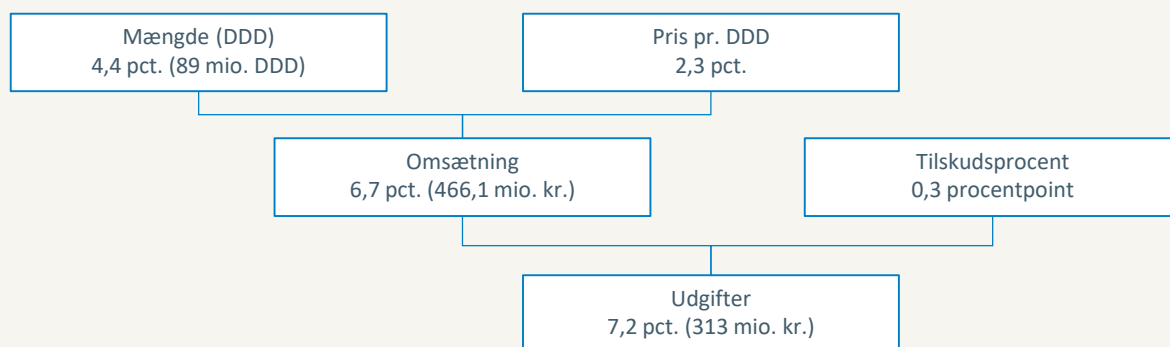 Mængde (DDD)
4,4 pct. (89 mio. DDD)
Pris pr. DDD
2,3 pct.
Omsætning
6,7 pct. (466,1 mio. kr.)
Tilskudsprocent
0,3 procentpoint
Udgifter
7,2 pct. (313 mio. kr.)